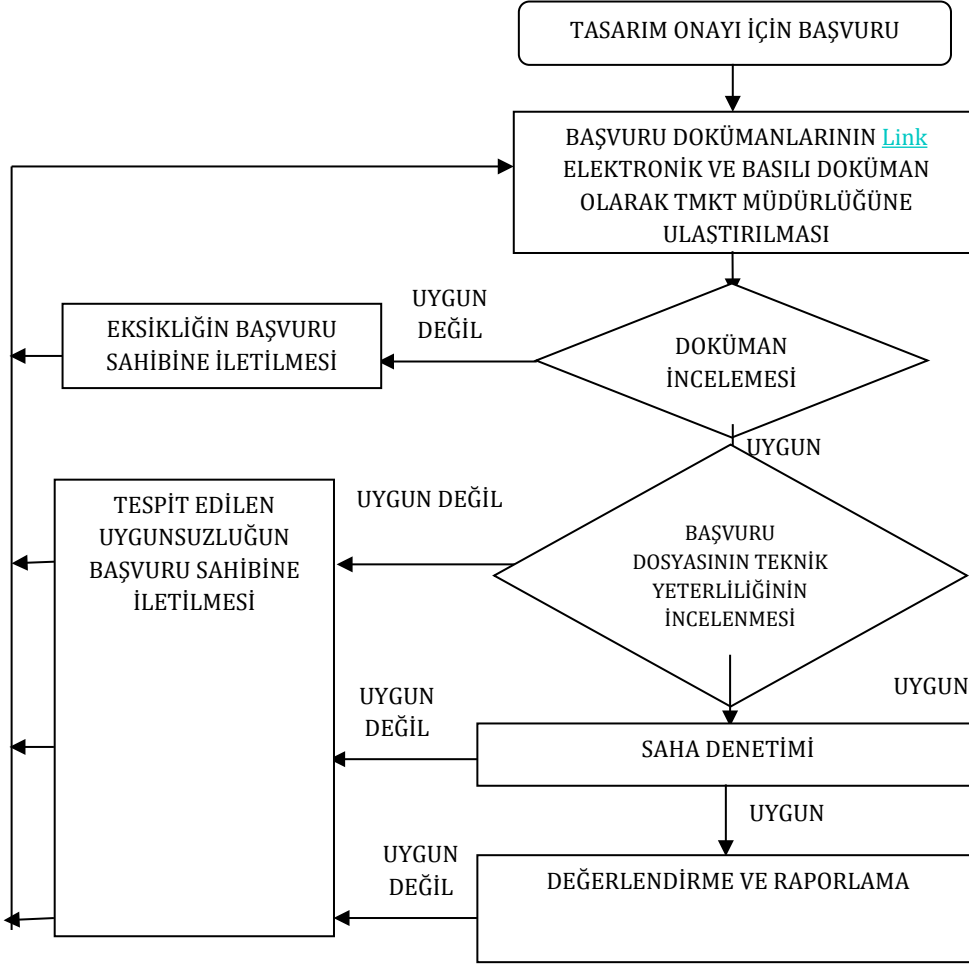 TASARIM ONAYI İÇİN BAŞVURU
BAŞVURU DOKÜMANLARININ Link
ELEKTRONİK VE BASILI DOKÜMAN
OLARAK TMKT MÜDÜRLÜĞÜNE
ULAŞTIRILMASI
UYGUN
DEĞİL
EKSİKLİĞİN BAŞVURU
SAHİBİNE İLETİLMESİ
DOKÜMAN
İNCELEMESİ
UYGUN
TESPİT EDİLEN
UYGUNSUZLUĞUN
BAŞVURU SAHİBİNE
İLETİLMESİ
UYGUN DEĞİL
BAŞVURU
DOSYASININ TEKNİK
YETERLİLİĞİNİN
İNCELENMESİ
UYGUN
UYGUN
DEĞİL
SAHA DENETİMİ
UYGUN
UYGUN
DEĞİL
DEĞERLENDİRME VE RAPORLAMA